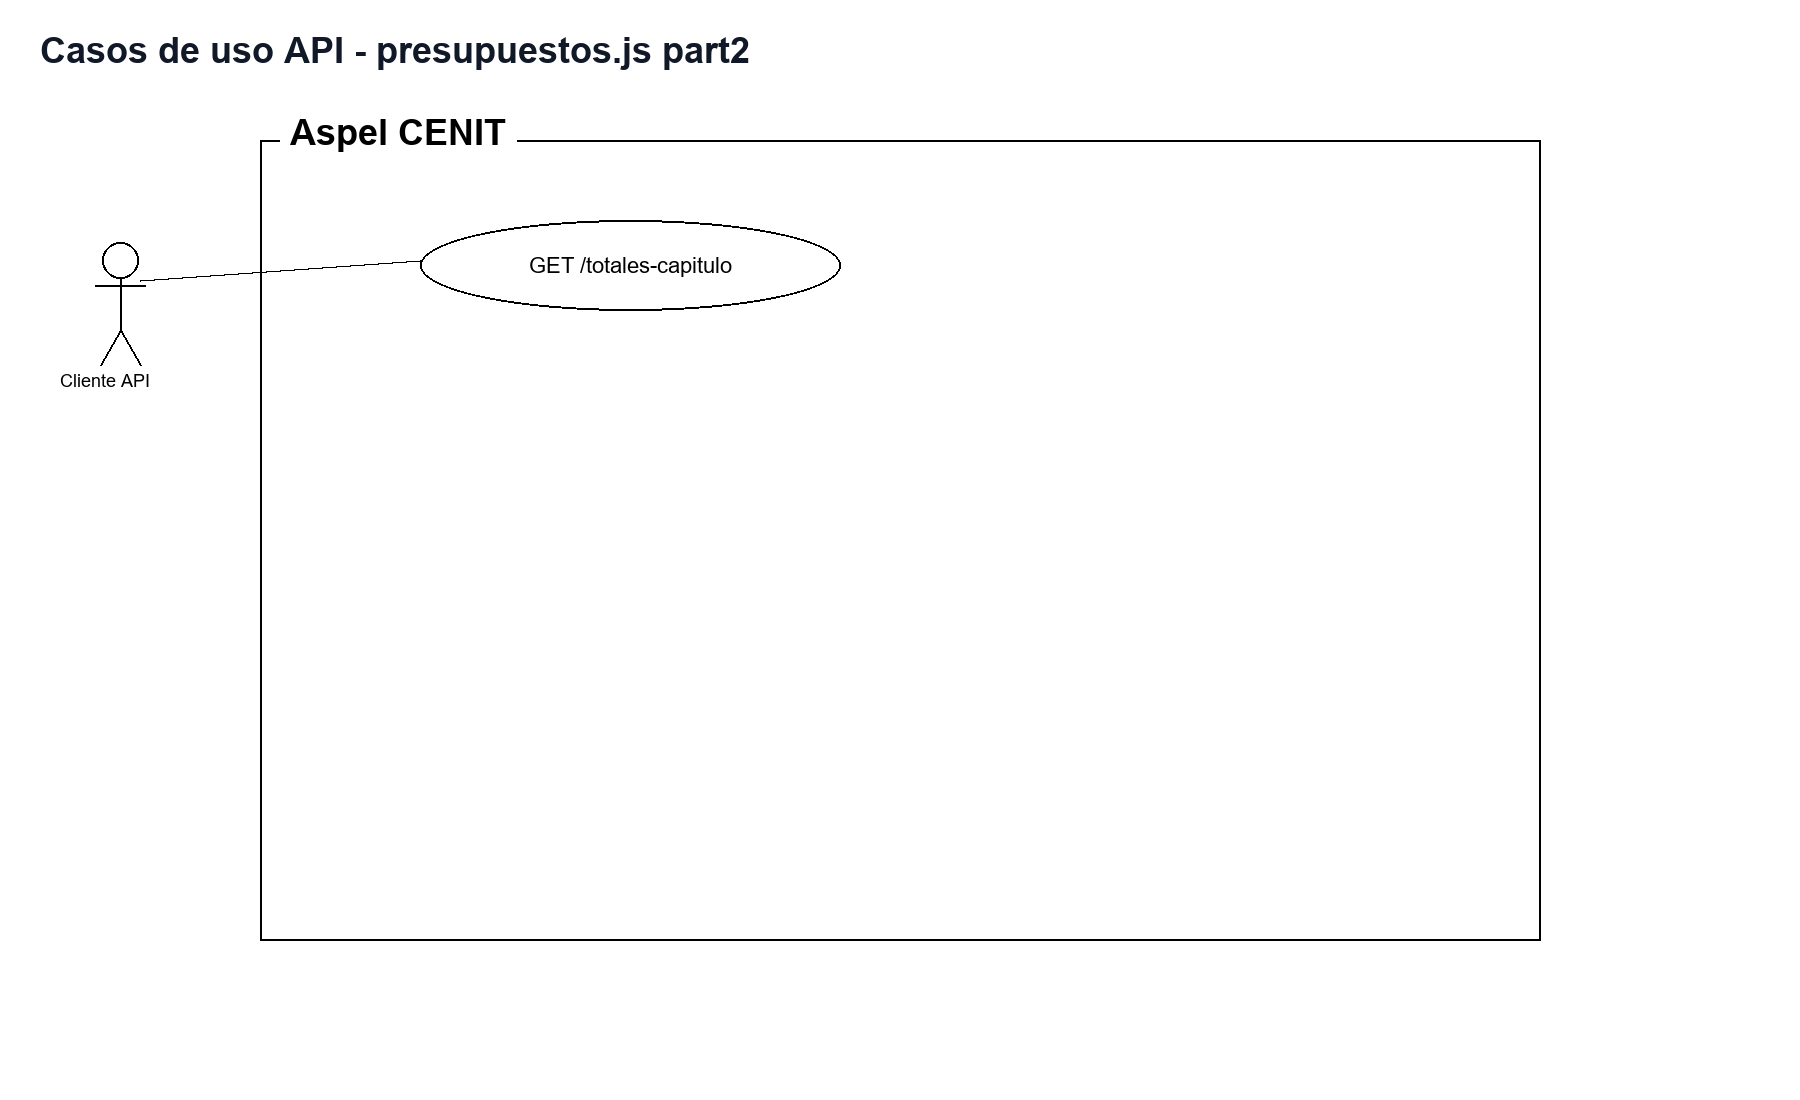 Casos de uso API - presupuestos.js part2
Aspel CENIT
GET /totales-capitulo
Cliente API